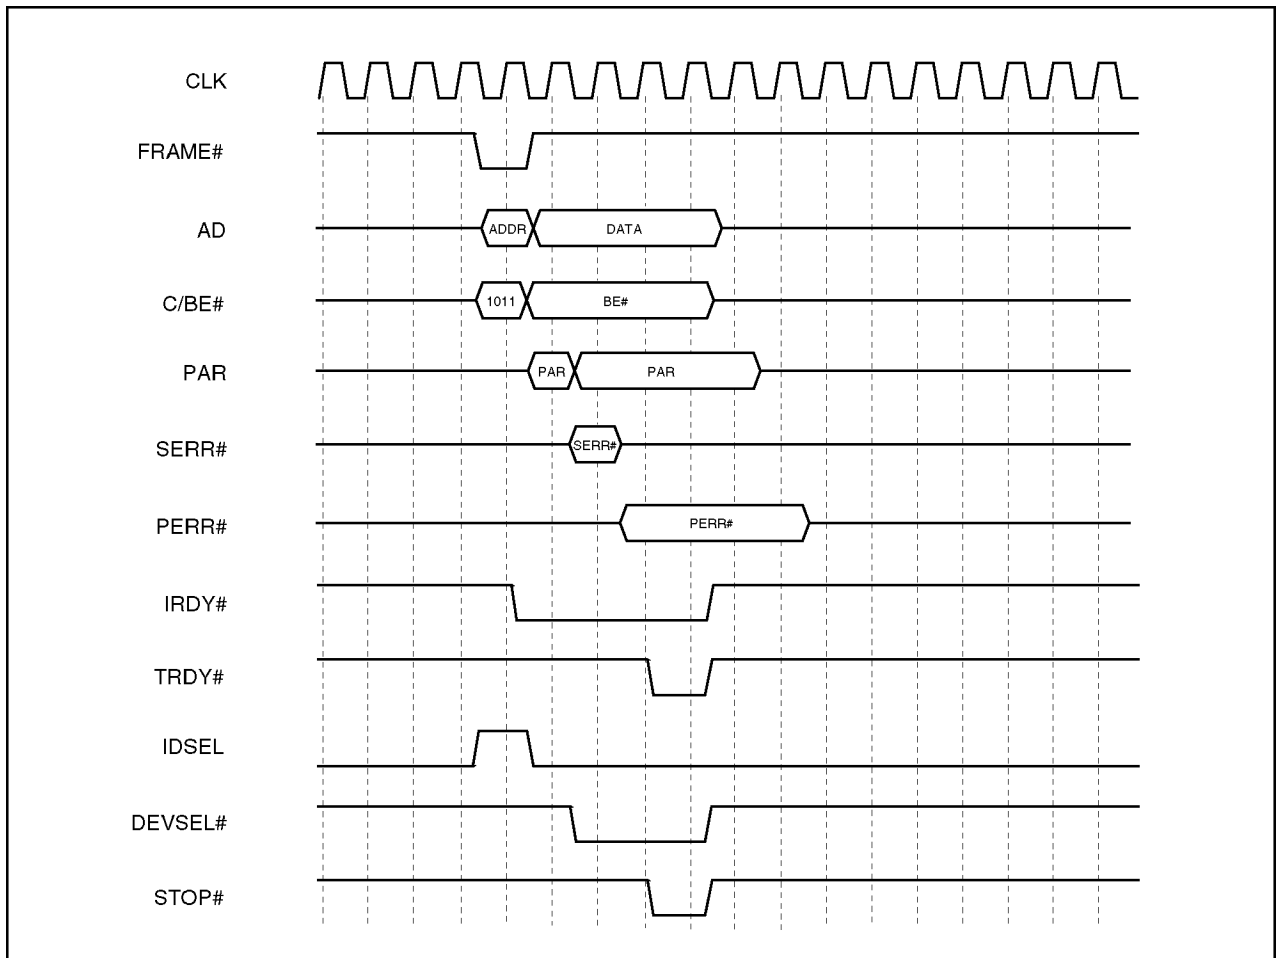 CLK
FRAME#
AD
ADDR DATA
C/BE#
1011 BE#
PAR
PAR PAR
SERR#
SERR#
PERR#
PERR#
IRDY#
TRDY#
IDSEL
DEVSEL#
STOP#